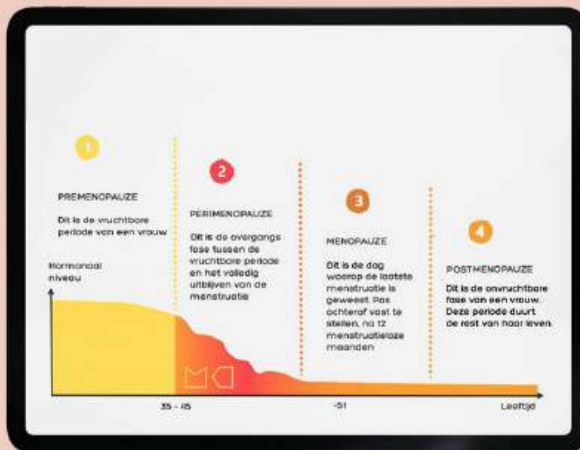 1
PREMENOPAUZE
Dit is de vruchtbare
periode van een vrouw
2
PERIMENOPAUZE
Dit is de overgangs
fase tussen de
vruchtbare periode
en het volledig
uitblijven van de
menstruatie
3
MENOPAUZE
Dit is de dag
waarop de laatste
menstruatie is
geweest. Pas
achteraf vast te
stellen, na 12
menstruatieloze
maanden
4
POSTMENOPAUZE
Dit is de onvruchtbare
fase van een vrouw.
Deze periode duurt
de rest van haar leven.
Hormonaal
niveau
35 - 45
-51
Leeftijd